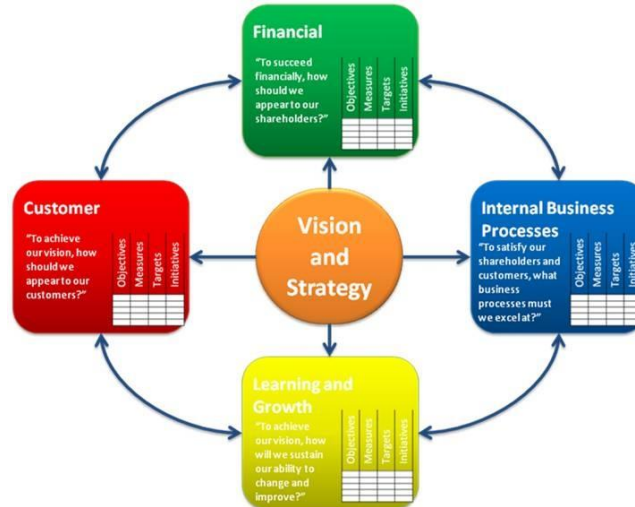 Financial
"To succeed
financially, how
should we
appear to our
shareholders?"
Objectives
Measures
Targets
Initiatives
Customer
"To achieve
our vision, how
should we
appear to our
customers?"
Objectives
Measures
Targets
Initiatives
Vision
and
Strategy
Internal Business
Processes
"To satisfy our
shareholders and
customers, what
business
processes must
we excel at?"
Objectives
Measures
Targets
Initiatives
Learning and
Growth
"To achieve
our vision, how
will we sustain
our ability to
change and
improve?"
Objectives
Measures
Targets
Initiatives